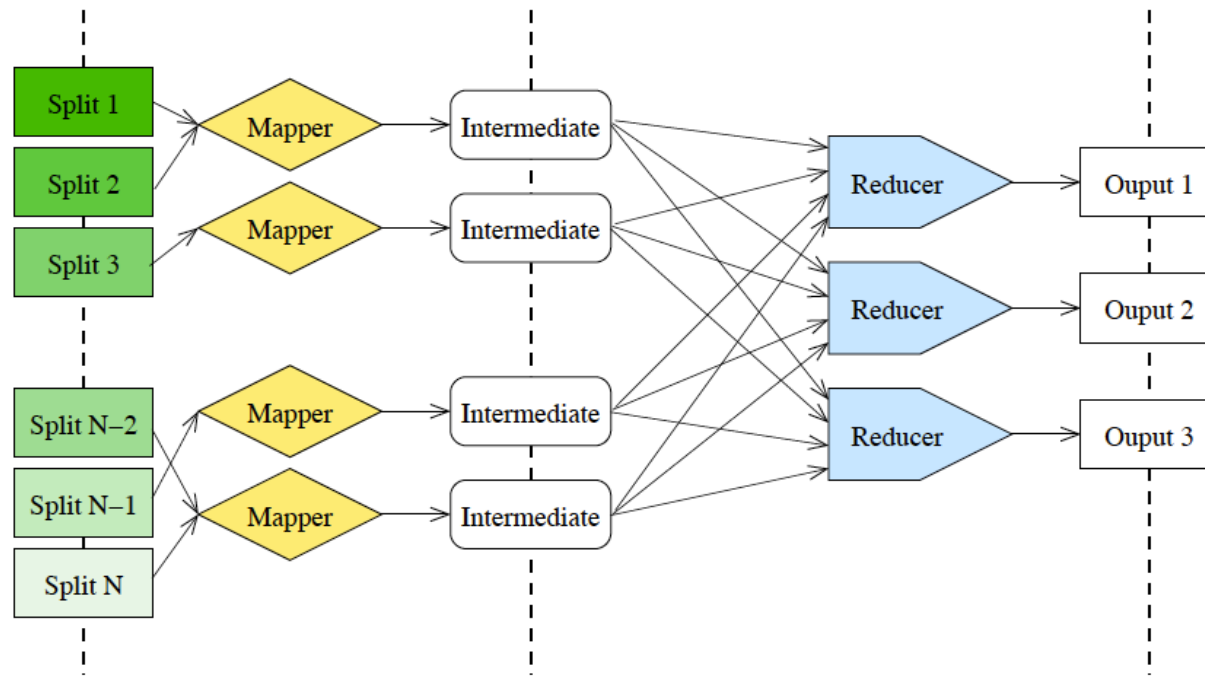 Split 1
Split 2
Split 3
Split N–2
Split N–1
Split N
Mapper
Mapper
Mapper
Mapper
Intermediate
Intermediate
Intermediate
Intermediate
Reducer
Reducer
Reducer
Ouput 1
Ouput 2
Ouput 3